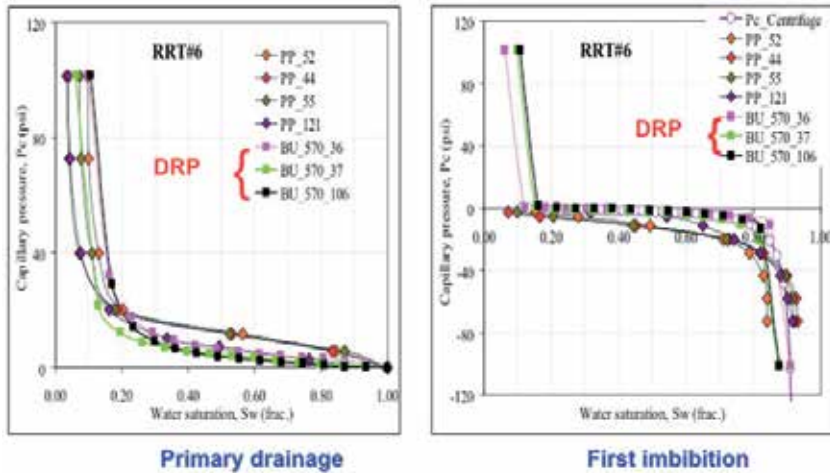 RRT#6
PP_52
PP_44
PP_55
PP_121
BU_570_36
BU_570_37
BU_570_106
DRP
Capillary pressure, Pc (psi)
120
80
40
0
0.00
0.20
0.40
0.60
0.80
1.00
Water saturation, Sw (frac.)
Primary drainage
RRT#6
Pc_Centrifuge
PP_52
PP_44
PP_55
PP_121
BU_570_36
BU_570_37
BU_570_106
DRP
Capillary pressure, Pc (psi)
120
80
40
0
-40
-80
-120
0.00
0.20
0.40
0.60
0.80
1.00
Water saturation, Sw (frac.)
First imbibition